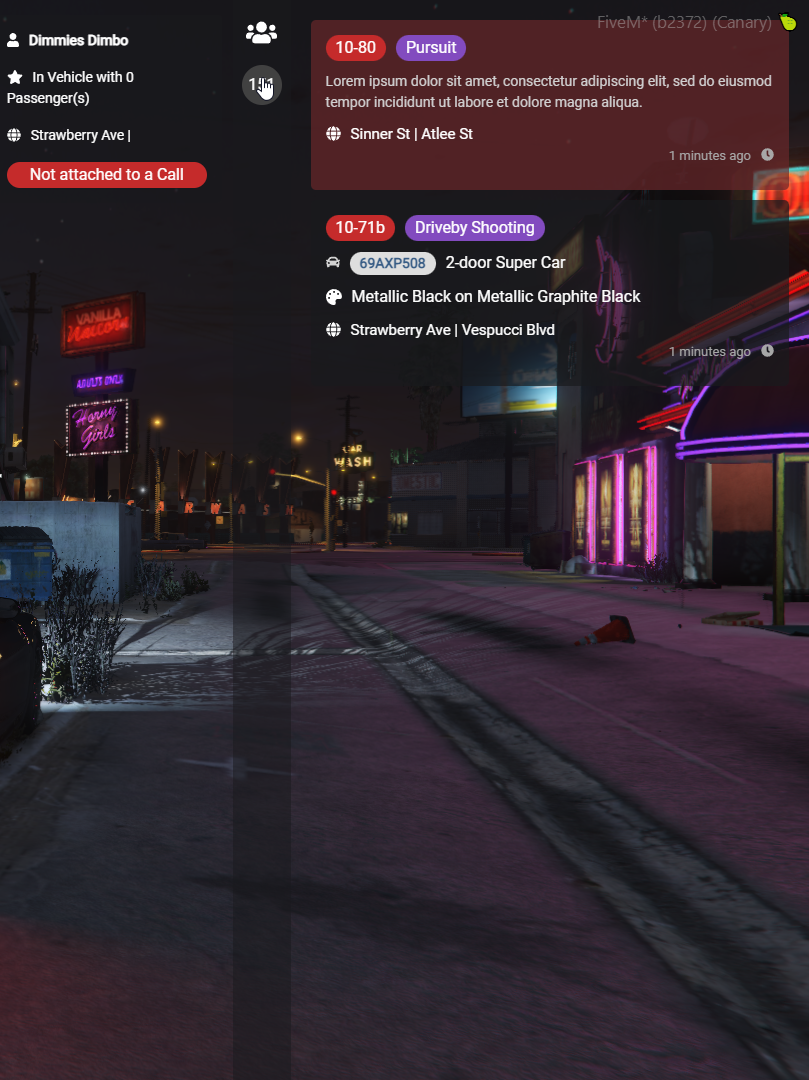 FiveM* (b2372) (Canary)
Dimmies Dimbo
In Vehicle with 0
Passenger(s)
Strawberry Ave |
Not attached to a Call
10-80 Pursuit
Lorem ipsum dolor sit amet, consectetur adipiscing elit, sed do eiusmod
tempor incididunt ut labore et dolore magna aliqua.
Sinner St | Atlee St
1 minutes ago
10-71b Driveby Shooting
69AXP508 2-door Super Car
Metallic Black on Metallic Graphite Black
Strawberry Ave | Vespucci Blvd
1 minutes ago
VANILLA
Unicorn
ADULTS ONLY
Horny
Girls
CAR
WASH